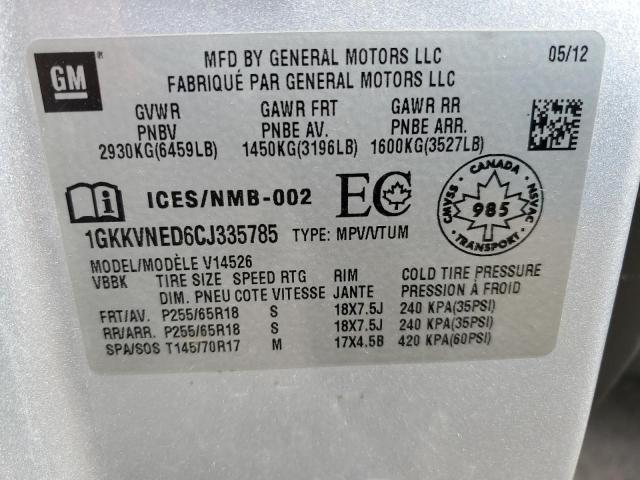 GM
MFD BY GENERAL MOTORS LLC 05/12
FABRIQUÉ PAR GENERAL MOTORS LLC
GVWR GAWR FRT GAWR RR
PNBV PNBE AV. PNBE ARR.
2930KG(6459LB) 1450KG(3196LB) 1600KG(3527LB)
i ICES/NMB-002 EC
CANADA CMVSS NSVAC 985 TRANSPORT
1GKKVNED6CJ335785 TYPE: MPV/VTUM
MODEL/MODÈLE V14526
VBBK TIRE SIZE SPEED RTG RIM COLD TIRE PRESSURE
DIM. PNEU COTE VITESSE JANTE PRESSION À FROID
FRT/AV. P255/65R18 S 18X7.5J 240 KPA(35PSI)
RR/ARR. P255/65R18 S 18X7.5J 240 KPA(35PSI)
SPA/SOS T145/70R17 M 17X4.5B 420 KPA(60PSI)